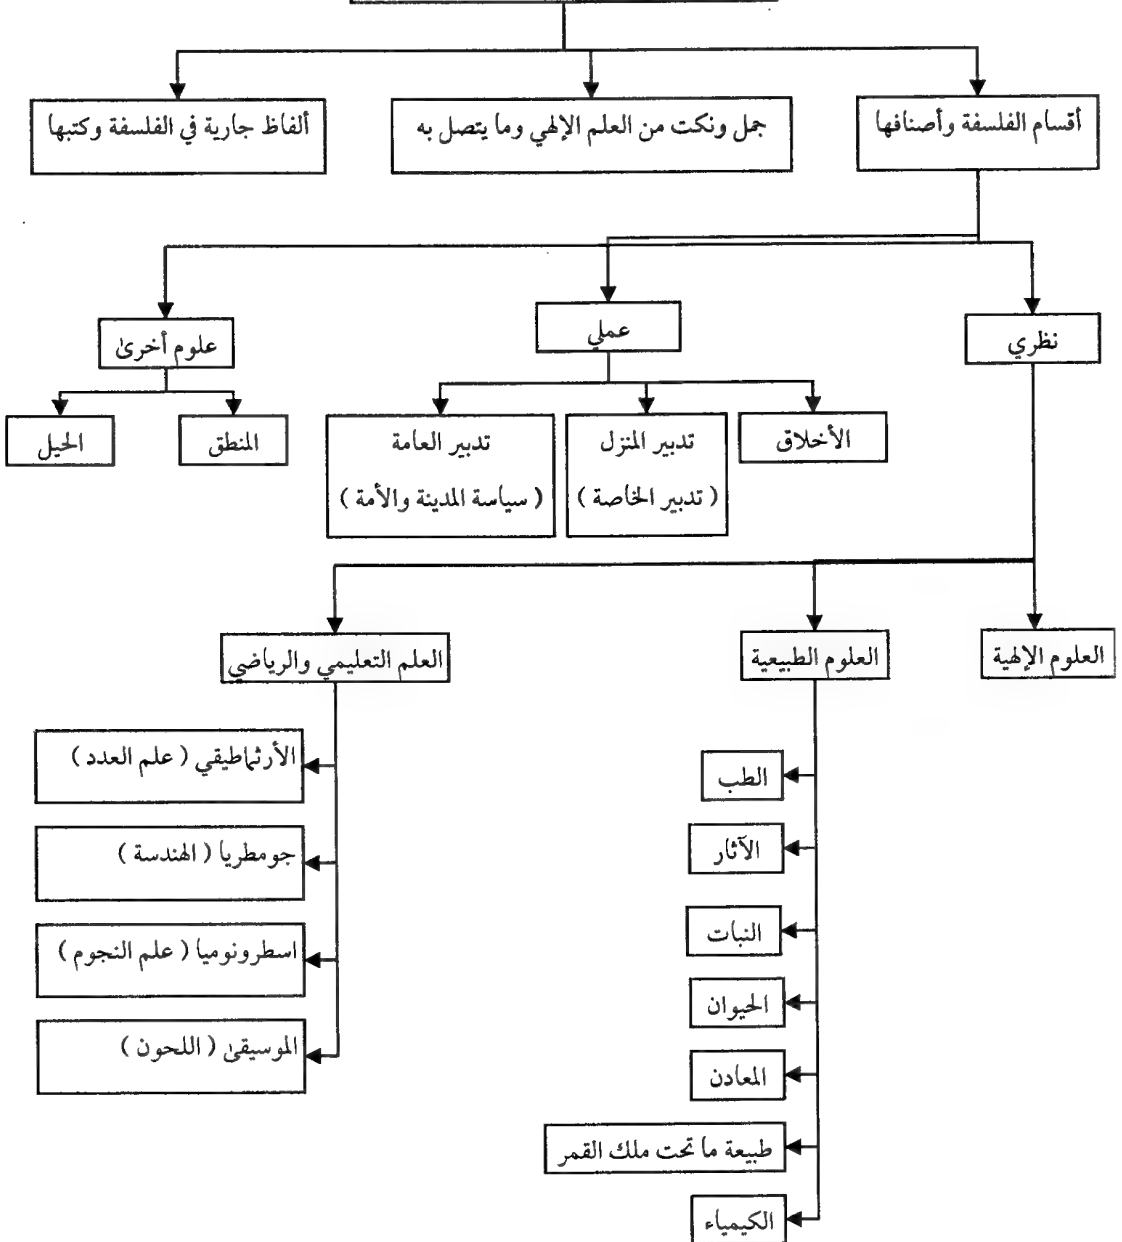 أقسام الفلسفة وأصنافها
جمل ونكت من العلم الإلهي وما يتصل به
ألفاظ جارية في الفلسفة وكتبها
نظري
عملي
علوم أخرىٰ
الأخلاق
تدبير المنزل
( تدبير الخاصة )
تدبير العامة
( سياسة المدينة والأمة )
المنطق
الحيل
العلوم الإلهية
العلوم الطبيعية
العلم التعليمي والرياضي
الطب
الآثار
النبات
الحيوان
المعادن
طبيعة ما تحت ملك القمر
الكيمياء
الأرثماطيقي ( علم العدد )
جومطريا ( الهندسة )
اسطرونوميا ( علم النجوم )
الموسيقىٰ ( اللحون )